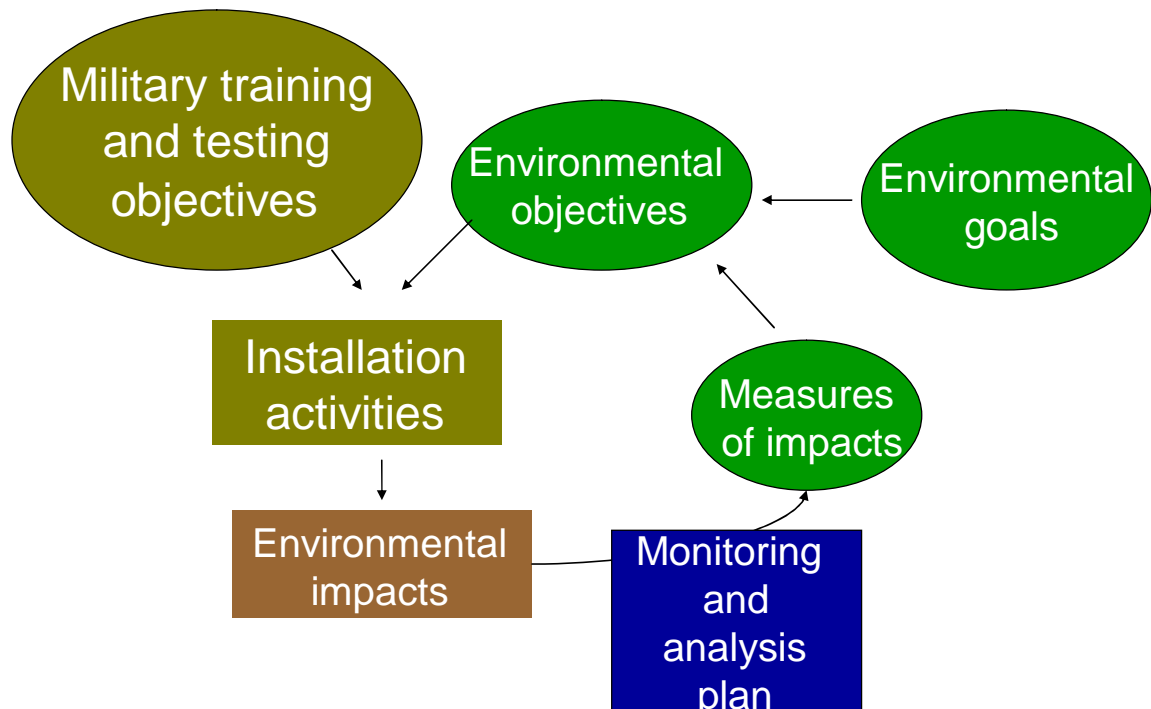 Military training
and testing
objectives
Environmental
objectives
Environmental
goals
Installation
activities
Measures
of impacts
Environmental
impacts
Monitoring
and
analysis
plan